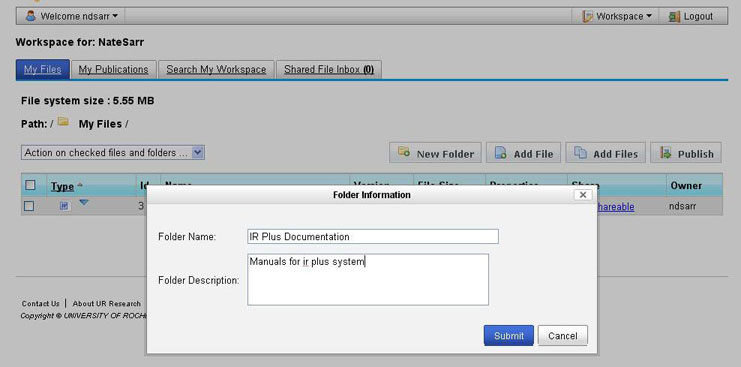 Welcome ndsarr Workspace Logout
Workspace for: NateSarr
My Files My Publications Search My Workspace Shared File Inbox (0)
File system size : 5.55 MB
Path: / My Files /
Action on checked files and folders ... New Folder Add File Add Files Publish
Type Id Name Version File Size Properties Share Owner
3 hareable ndsarr
Folder Information
Folder Name: IR Plus Documentation
Folder Description: Manuals for ir plus system
Submit Cancel
Contact Us | About UR Research
Copyright © UNIVERSITY OF ROCH